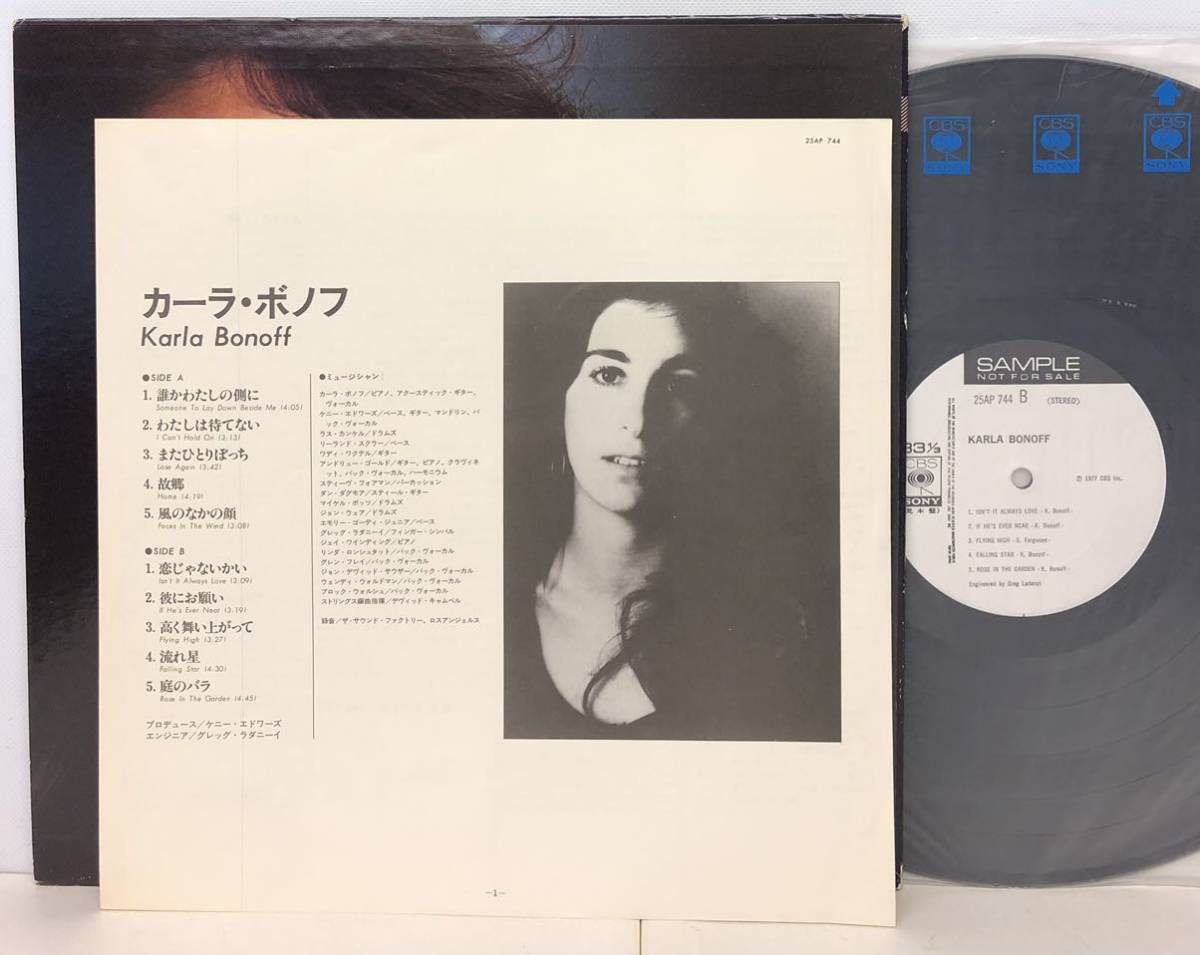 25AP 744
カーラ・ボノフ
Karla Bonoff
●SIDE A
1. 誰かわたしの側に
Someone To Lay Down Beside Me (4:05)
2. わたしは待てない
I Can't Hold On (3:13)
3. またひとりぼっち
Lose Again (3:42)
4. 故郷
Home (4:19)
5. 風のなかの顔
Faces In The Wind (3:08)
●SIDE B
1. 恋じゃないかい
Isn't It Always Love (3:09)
2. 彼にお願い
If He's Ever Near (3:19)
3. 高く舞い上がって
Flying High (3:27)
4. 流れ星
Falling Star (4:30)
5. 庭のバラ
Rose In The Garden (4:45)
プロデュース/ケニー・エドワーズ
エンジニア/グレッグ・ラダニーイ
●ミュージシャン:
カーラ・ボノフ/ピアノ、アクースティック・ギター、
ヴォーカル
ケニー・エドワーズ/ベース、ギター、マンドリン、バ
ック・ヴォーカル
ラス・カンケル/ドラムズ
リーランド・スクラー/ベース
ワディ・ワクテル/ギター
アンドリュー・ゴールド/ギター、ピアノ、クラヴィネ
ット、バック・ヴォーカル、ハーモニウム
スティーヴ・フォアマン/パーカッション
ダン・ダグモア/スティール・ギター
マイケル・ボッツ/ドラムズ
ジョン・ウェア/ドラムズ
エモリー・ゴーディ・ジュニア/ベース
グレッグ・ラダニーイ/フィンガー・シンバル
ジェイ・ワインディング/ピアノ
リンダ・ロンシュタット/バック・ヴォーカル
グレン・フレイ/バック・ヴォーカル
ジョン・デヴィッド・サウザー/バック・ヴォーカル
ウェンディ・ウォルドマン/バック・ヴォーカル
ブロック・ウォルシュ/バック・ヴォーカル
ストリングス編曲指揮/デヴィッド・キャムベル
録音/ザ・サウンド・ファクトリー、ロスアンジェルス
—1—
CBS
SONY
CBS
SONY
CBS
SONY
SAMPLE
NOT FOR SALE
25AP 744 B (STEREO)
KARLA BONOFF
33 1/3
CBS
SONY
(見本盤)
℗ 1977 CBS Inc.
1. ISN'T IT ALWAYS LOVE -K. Bonoff-
2. IF HE'S EVER NEAR -K. Bonoff-
3. FLYING HIGH -S. Ferguson-
4. FALLING STAR -K. Bonoff-
5. ROSE IN THE GARDEN -K. Bonoff-
Engineered by Greg Ladanyi